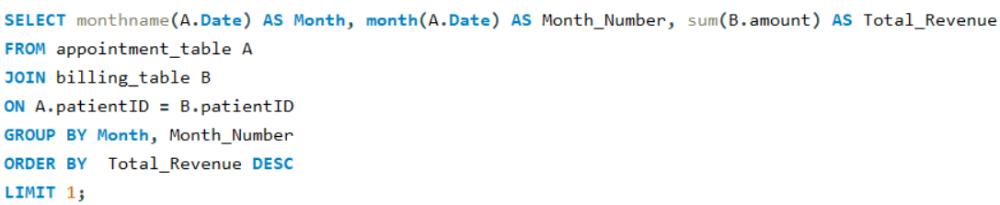 SELECT monthname(A.Date) AS Month, month(A.Date) AS Month_Number, sum(B.amount) AS Total_Revenue
FROM appointment_table A
JOIN billing_table B
ON A.patientID = B.patientID
GROUP BY Month, Month_Number
ORDER BY  Total_Revenue DESC
LIMIT 1;